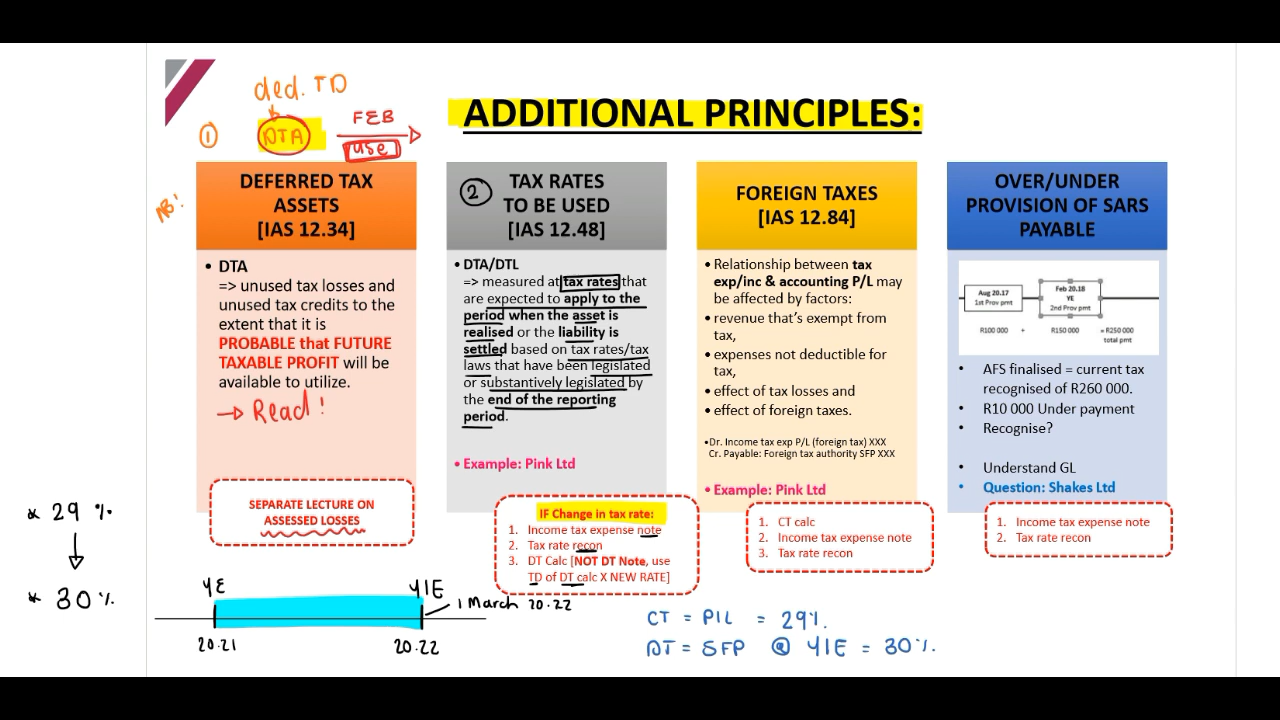 ded. TD
ADDITIONAL PRINCIPLES:
① DTA FEB
use
NB!
DEFERRED TAX
ASSETS
[IAS 12.34]
• DTA
=> unused tax losses and
unused tax credits to the
extent that it is
PROBABLE that FUTURE
TAXABLE PROFIT will be
available to utilize.
→ Read!
SEPARATE LECTURE ON
ASSESSED LOSSES
② TAX RATES
TO BE USED
[IAS 12.48]
• DTA/DTL
=> measured at tax rates that
are expected to apply to the
period when the asset is
realised or the liability is
settled based on tax rates/tax
laws that have been legislated
or substantively legislated by
the end of the reporting
period.
• Example: Pink Ltd
IF Change in tax rate:
1. Income tax expense note
2. Tax rate recon
3. DT Calc [NOT DT Note, use
TD of DT calc X NEW RATE]
FOREIGN TAXES
[IAS 12.84]
• Relationship between tax
exp/inc & accounting P/L may
be affected by factors:
• revenue that's exempt from
tax,
• expenses not deductible for
tax,
• effect of tax losses and
• effect of foreign taxes.
• Dr. Income tax exp P/L (foreign tax) XXX
Cr. Payable: Foreign tax authority SFP XXX
• Example: Pink Ltd
1. CT calc
2. Income tax expense note
3. Tax rate recon
OVER/UNDER
PROVISION OF SARS
PAYABLE
Aug 20.17
1st Prov pmt
Feb 20.18
YE
2nd Prov pmt
R100 000 + R150 000 = R250 000
total pmt
• AFS finalised = current tax
recognised of R260 000.
• R10 000 Under payment
• Recognise?
• Understand GL
• Question: Shakes Ltd
1. Income tax expense note
2. Tax rate recon
* 29 %
↓
* 30 %
YE Y/E
1 March 20.22
20.21 20.22
CT = P/L = 29%.
DT = SFP @ Y/E = 30%.